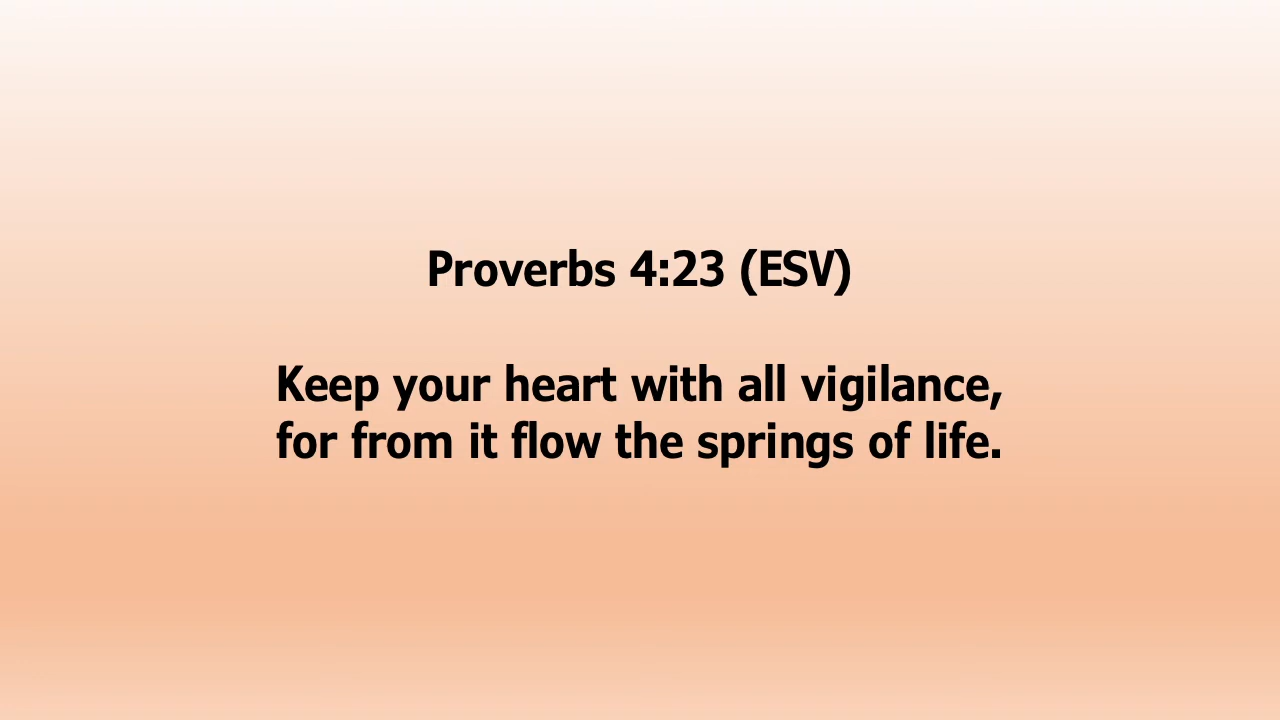 Proverbs 4:23 (ESV)
Keep your heart with all vigilance,
for from it flow the springs of life.